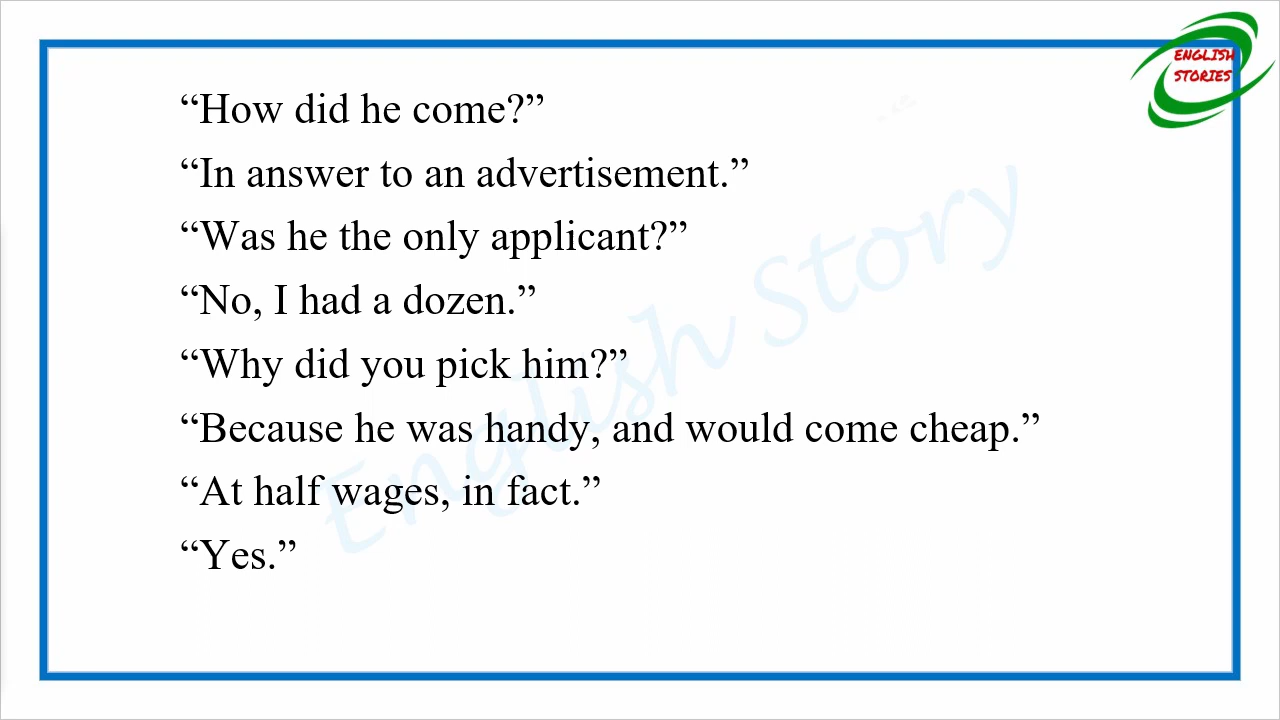 ENGLISH
STORIES
“How did he come?”
“In answer to an advertisement.”
“Was he the only applicant?”
“No, I had a dozen.”
“Why did you pick him?”
“Because he was handy, and would come cheap.”
“At half wages, in fact.”
“Yes.”
English Story